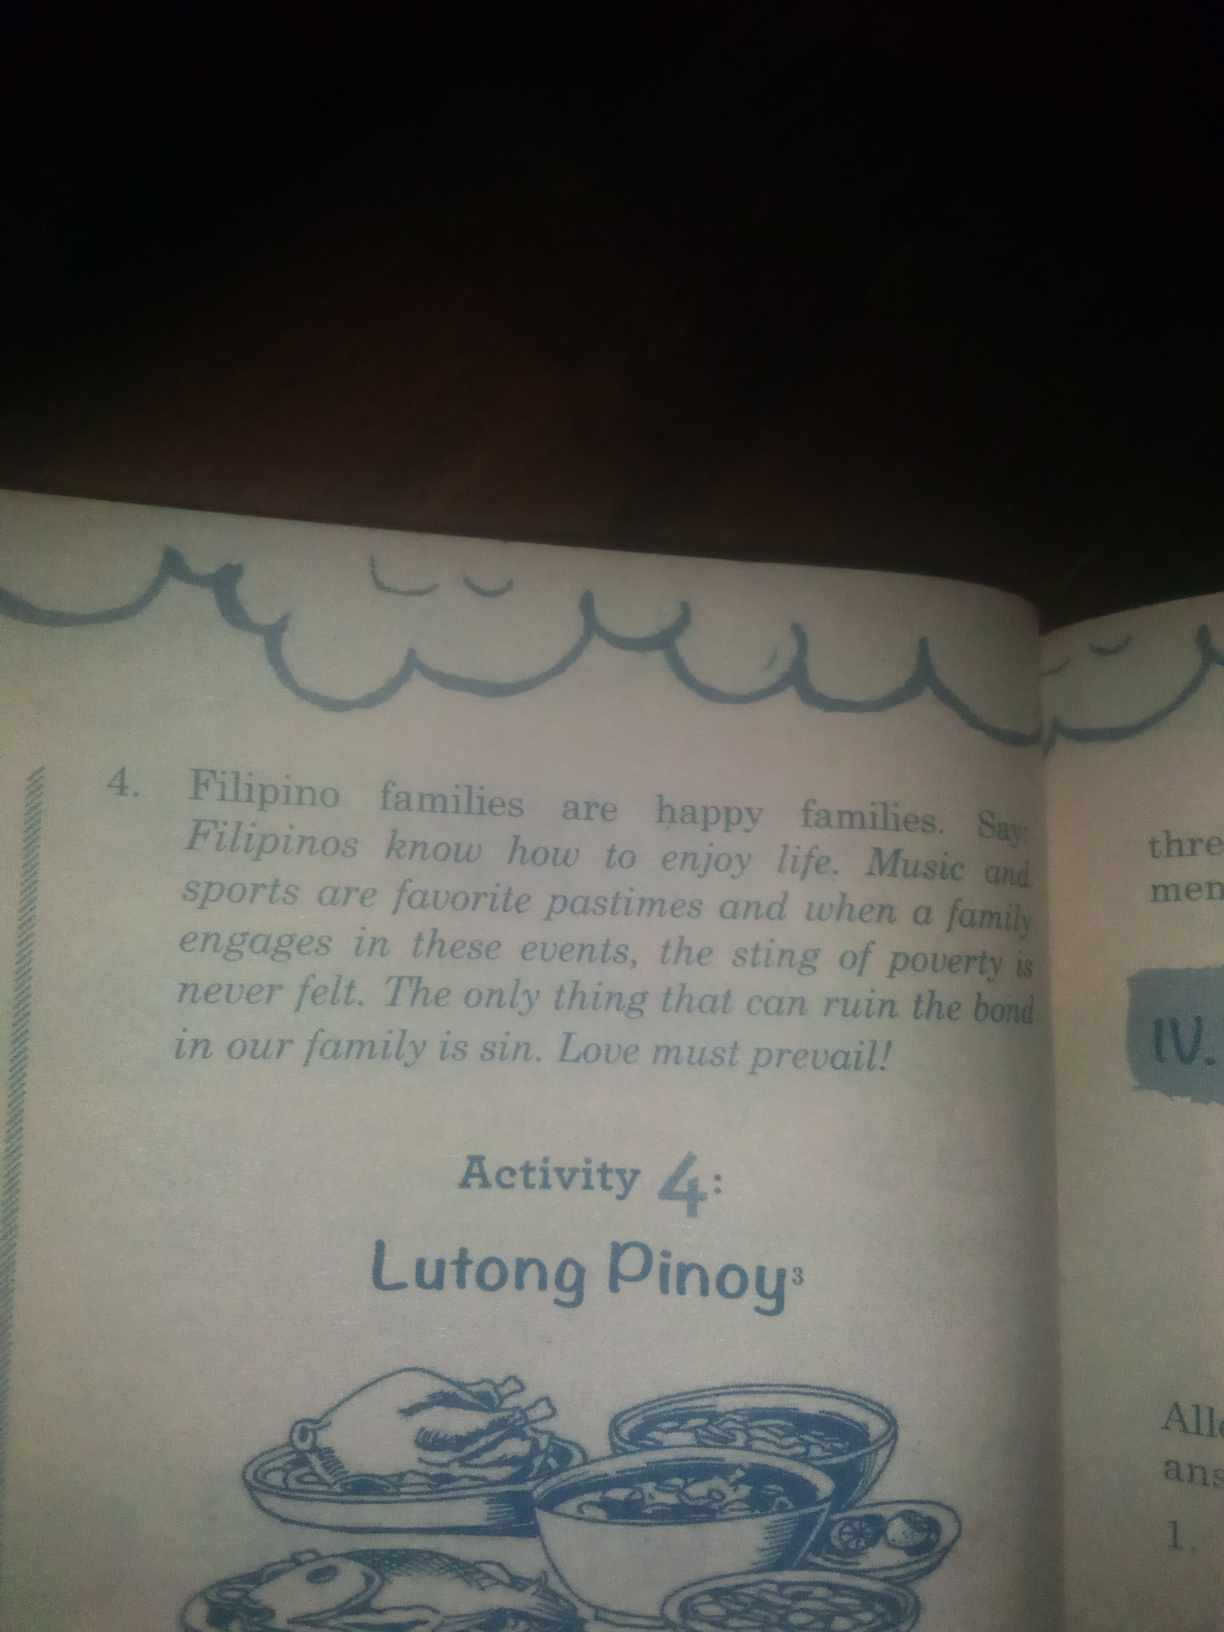 4. Filipino families are happy families. Say:
Filipinos know how to enjoy life. Music and
sports are favorite pastimes and when a family
engages in these events, the sting of poverty is
never felt. The only thing that can ruin the bond
in our family is sin. Love must prevail!
Activity 4:
Lutong Pinoy³
thre
men
IV.
ans
1.